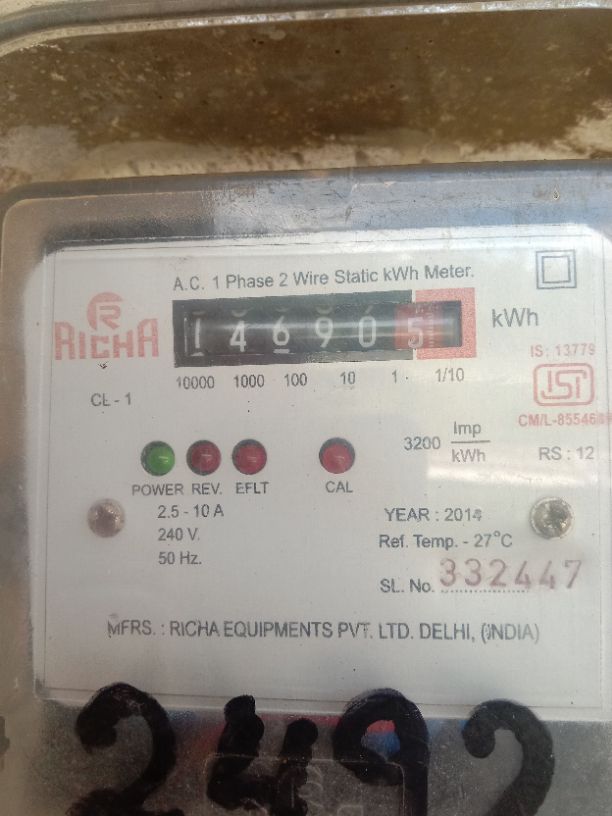 A.C. 1 Phase 2 Wire Static kWh Meter.
R
RICHA
146905
kWh
10000 1000 100 10 1 1/10
IS: 13779
ISI
CL - 1
CM/L-855468
3200 Imp
kWh
RS : 12
POWER REV. EFLT CAL
2.5 - 10 A
240 V.
50 Hz.
YEAR : 2014
Ref. Temp. - 27°C
SL. No. 332447
MFRS. : RICHA EQUIPMENTS PVT. LTD. DELHI, (INDIA)
2492